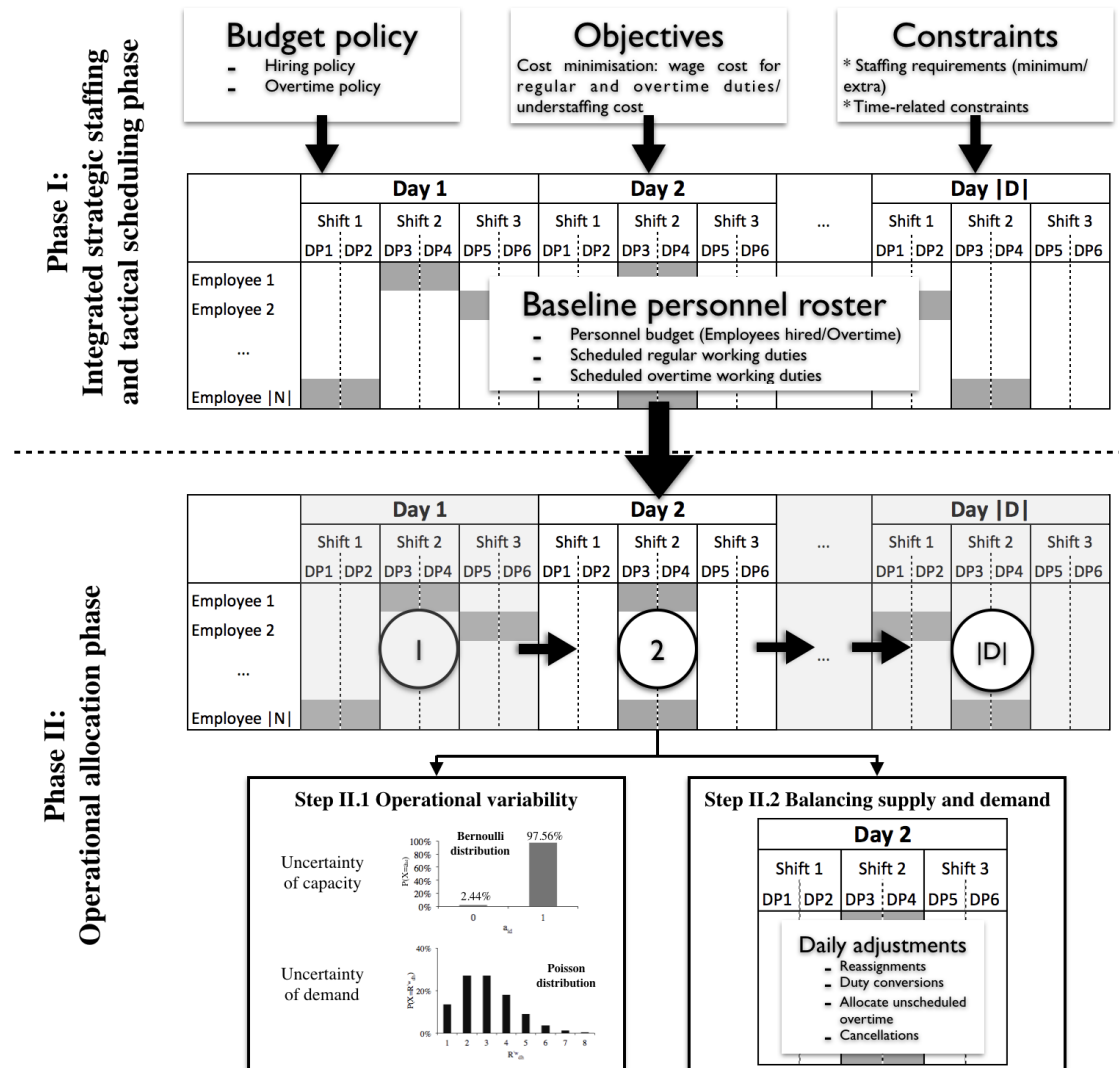 Budget policy
- Hiring policy
- Overtime policy
Objectives
Cost minimisation: wage cost for
regular and overtime duties/
understaffing cost
Constraints
* Staffing requirements (minimum/
extra)
* Time-related constraints
Phase I:
Integrated strategic staffing
and tactical scheduling phase
Day 1 Day 2 Day |D|
Shift 1 Shift 2 Shift 3 Shift 1 Shift 2 Shift 3 ... Shift 1 Shift 2 Shift 3
DP1 DP2 DP3 DP4 DP5 DP6 DP1 DP2 DP3 DP4 DP5 DP6 DP1 DP2 DP3 DP4 DP5 DP6
Employee 1
Employee 2
...
Employee |N|
Baseline personnel roster
- Personnel budget (Employees hired/Overtime)
- Scheduled regular working duties
- Scheduled overtime working duties
Phase II:
Operational allocation phase
Day 1 Day 2 Day |D|
Shift 1 Shift 2 Shift 3 Shift 1 Shift 2 Shift 3 ... Shift 1 Shift 2 Shift 3
DP1 DP2 DP3 DP4 DP5 DP6 DP1 DP2 DP3 DP4 DP5 DP6 DP1 DP2 DP3 DP4 DP5 DP6
Employee 1
Employee 2
...
Employee |N|
1 2 ... |D|
Step II.1 Operational variability
Uncertainty
of capacity
Bernoulli
distribution
97.56%
2.44%
100%
80%
60%
40%
20%
0%
0 1
Uncertainty
of demand
Poisson
distribution
40%
20%
0%
1 2 3 4 5 6 7 8
Step II.2 Balancing supply and demand
Day 2
Shift 1 Shift 2 Shift 3
DP1 DP2 DP3 DP4 DP5 DP6
Daily adjustments
- Reassignments
- Duty conversions
- Allocate unscheduled
overtime
- Cancellations